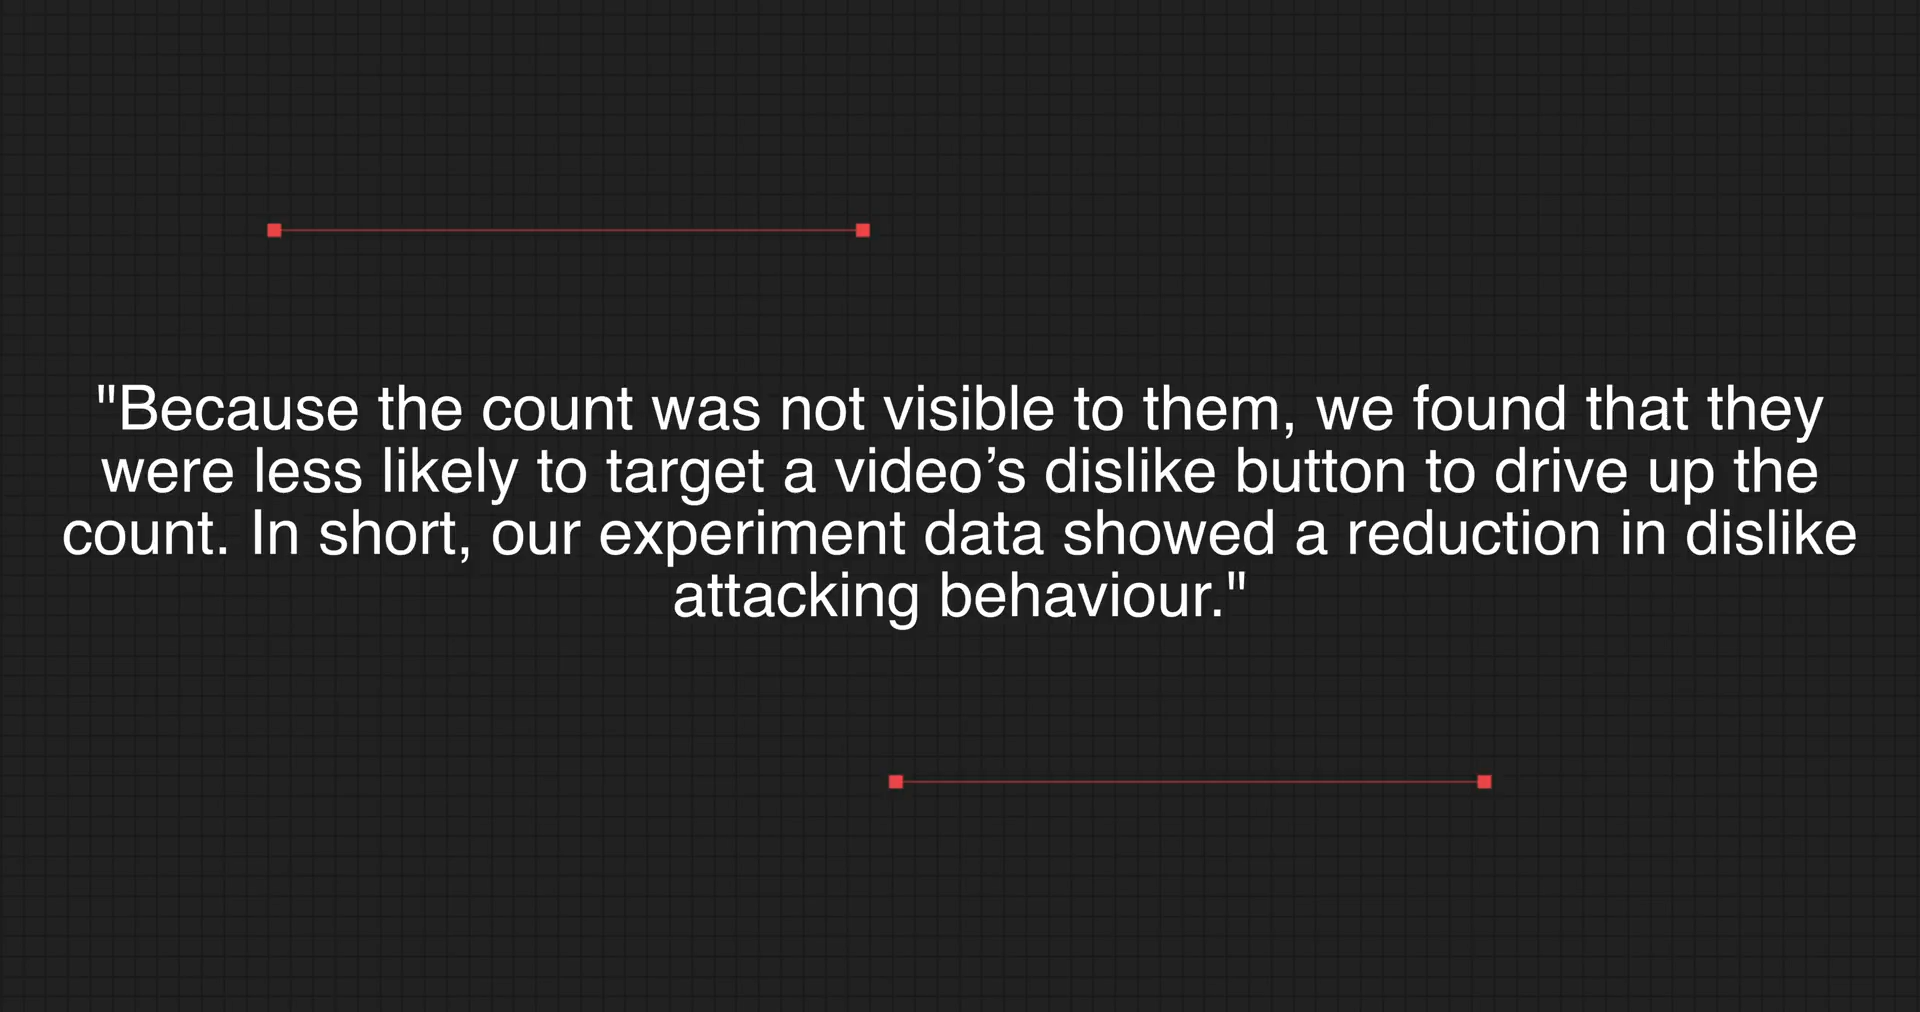 "Because the count was not visible to them, we found that they
were less likely to target a video’s dislike button to drive up the
count. In short, our experiment data showed a reduction in dislike
attacking behaviour."